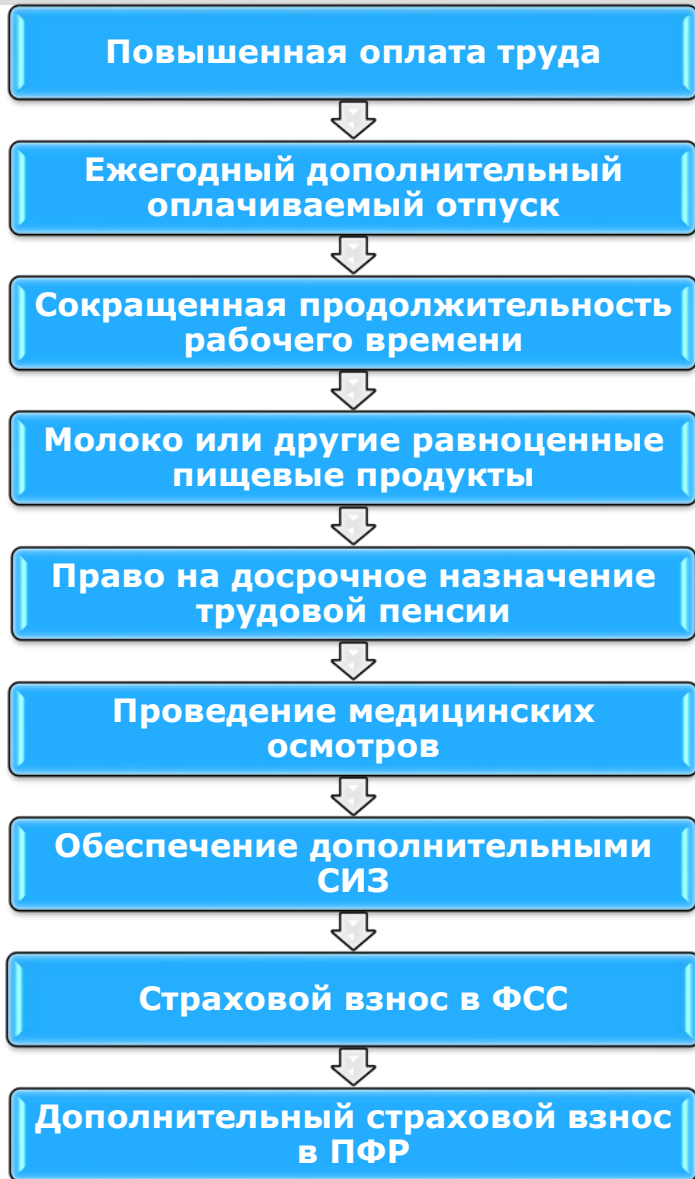 Повышенная оплата труда
Ежегодный дополнительный
оплачиваемый отпуск
Сокращенная продолжительность
рабочего времени
Молоко или другие равноценные
пищевые продукты
Право на досрочное назначение
трудовой пенсии
Проведение медицинских
осмотров
Обеспечение дополнительными
СИЗ
Страховой взнос в ФСС
Дополнительный страховой взнос
в ПФР